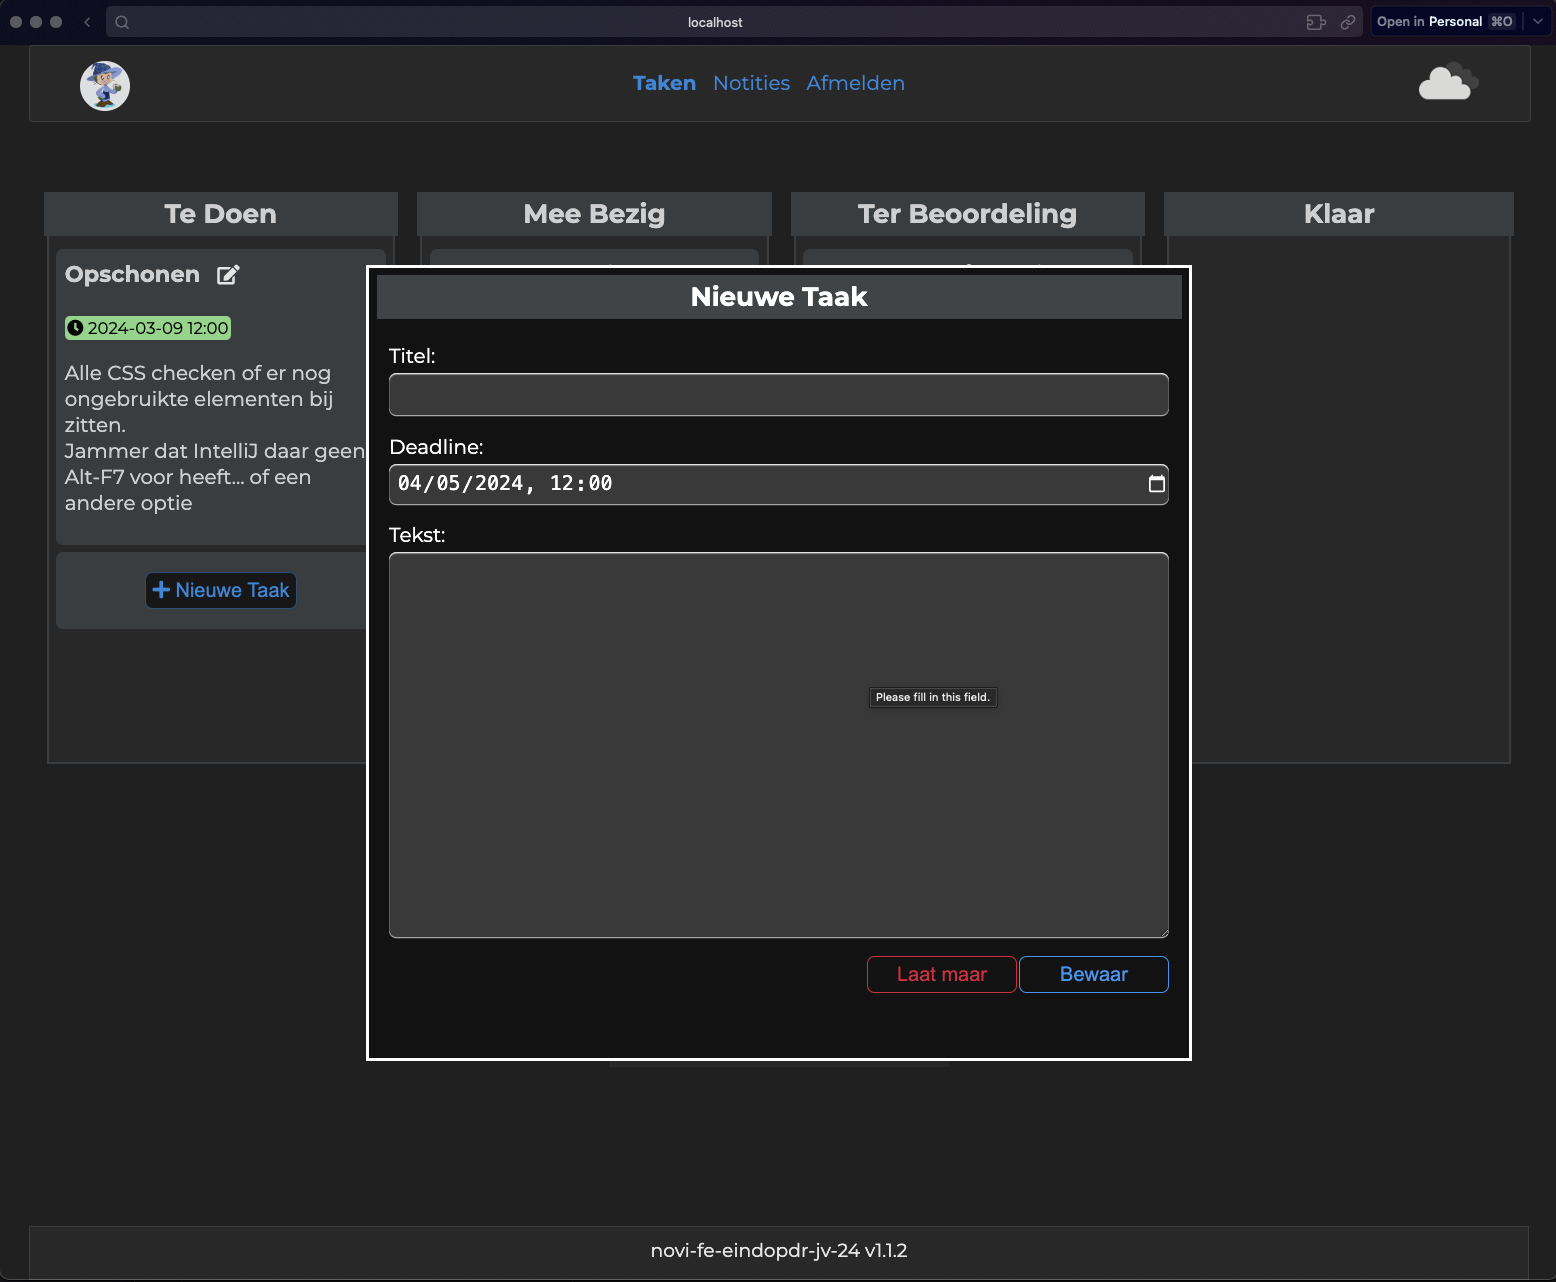 localhost
Open in Personal ⌘O
Taken Notities Afmelden
Te Doen
Mee Bezig
Ter Beoordeling
Klaar
Opschonen
2024-03-09 12:00
Alle CSS checken of er nog
ongebruikte elementen bij
zitten.
Jammer dat IntelliJ daar geen
Alt-F7 voor heeft... of een
andere optie
+ Nieuwe Taak
Nieuwe Taak
Titel:
Deadline:
04/05/2024, 12:00
Tekst:
Please fill in this field.
Laat maar
Bewaar
novi-fe-eindopdr-jv-24 v1.1.2